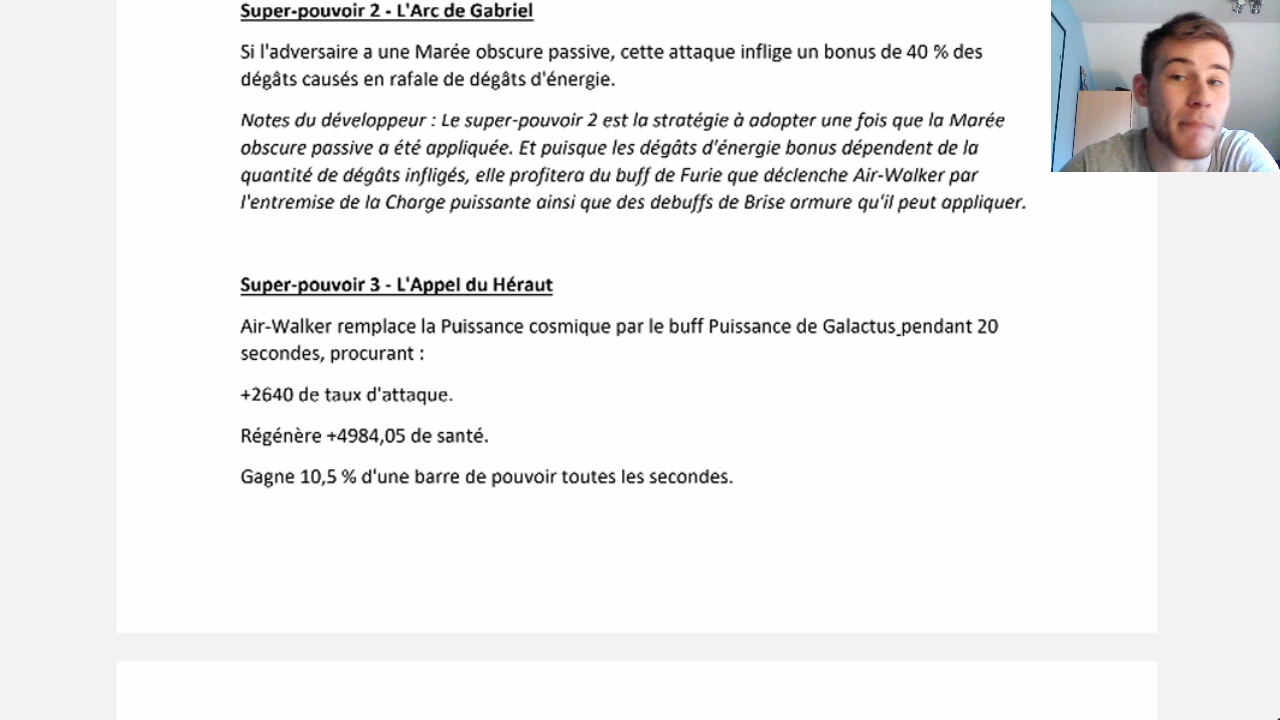 Super-pouvoir 2 - L'Arc de Gabriel
Si l'adversaire a une Marée obscure passive, cette attaque inflige un bonus de 40 % des
dégâts causés en rafale de dégâts d'énergie.
Notes du développeur : Le super-pouvoir 2 est la stratégie à adopter une fois que la Marée
obscure passive a été appliquée. Et puisque les dégâts d'énergie bonus dépendent de la
quantité de dégâts infligés, elle profitera du buff de Furie que déclenche Air-Walker par
l'entremise de la Charge puissante ainsi que des debuffs de Brise armure qu'il peut appliquer.
Super-pouvoir 3 - L'Appel du Héraut
Air-Walker remplace la Puissance cosmique par le buff Puissance de Galactus pendant 20
secondes, procurant :
+2640 de taux d'attaque.
Régénère +4984,05 de santé.
Gagne 10,5 % d'une barre de pouvoir toutes les secondes.